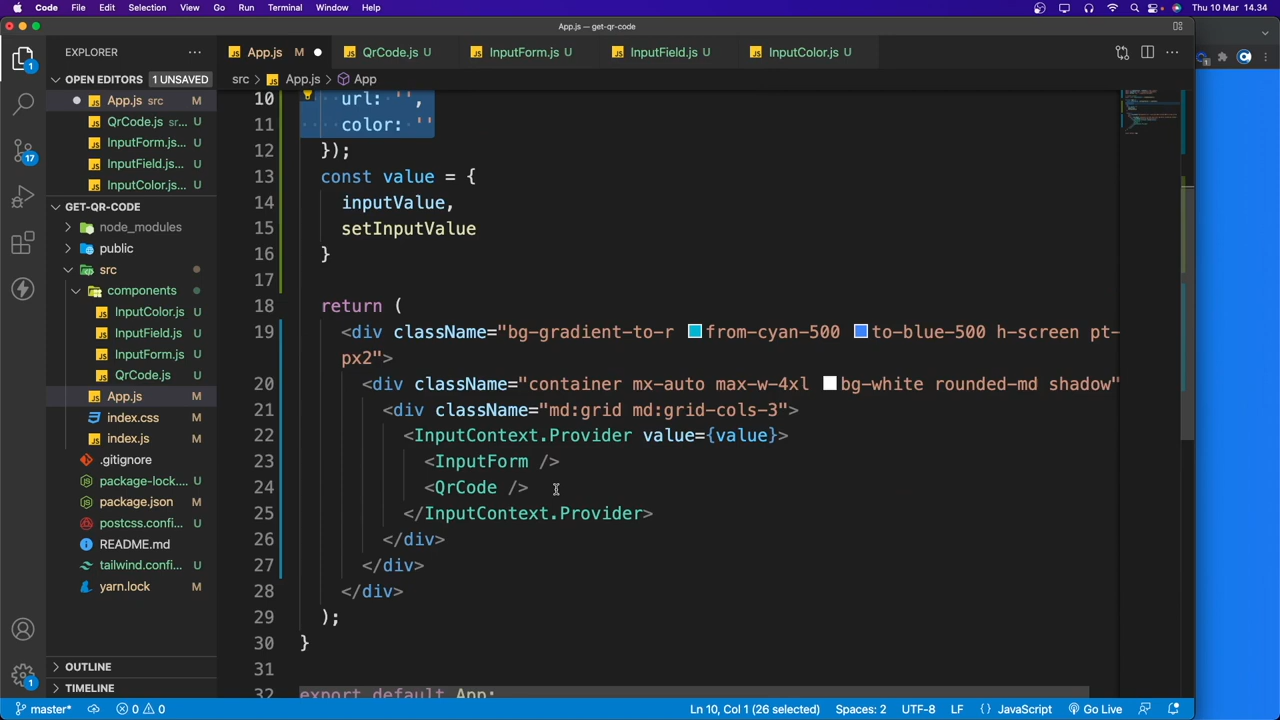 Code File Edit Selection View Go Run Terminal Window Help
Thu 10 Mar 14.34
App.js - get-qr-code
EXPLORER
App.js M
QrCode.js U
InputForm.js U
InputField.js U
InputColor.js U
OPEN EDITORS 1 UNSAVED
src > App.js > App
App.js src M
QrCode.js sr... U
InputForm.js... U
InputField.js... U
InputColor.js... U
GET-QR-CODE
node_modules
public
src
components
InputColor.js U
InputField.js U
InputForm.js U
QrCode.js U
App.js M
index.css M
index.js M
.gitignore
package-lock.... U
package.json M
postcss.confi... U
README.md
tailwind.confi... U
yarn.lock M
OUTLINE
TIMELINE
1
17
1
10 url: '',
11 color: ''
12 });
13 const value = {
14 inputValue,
15 setInputValue
16 }
17
18 return (
19 <div className="bg-gradient-to-r from-cyan-500 to-blue-500 h-screen pt-
px2">
20 <div className="container mx-auto max-w-4xl bg-white rounded-md shadow"
21 <div className="md:grid md:grid-cols-3">
22 <InputContext.Provider value={value}>
23 <InputForm />
24 <QrCode />
25 </InputContext.Provider>
26 </div>
27 </div>
28 </div>
29 );
30 }
31
32 export default App;
master* 0 0
Ln 10, Col 1 (26 selected) Spaces: 2 UTF-8 LF {} JavaScript Go Live